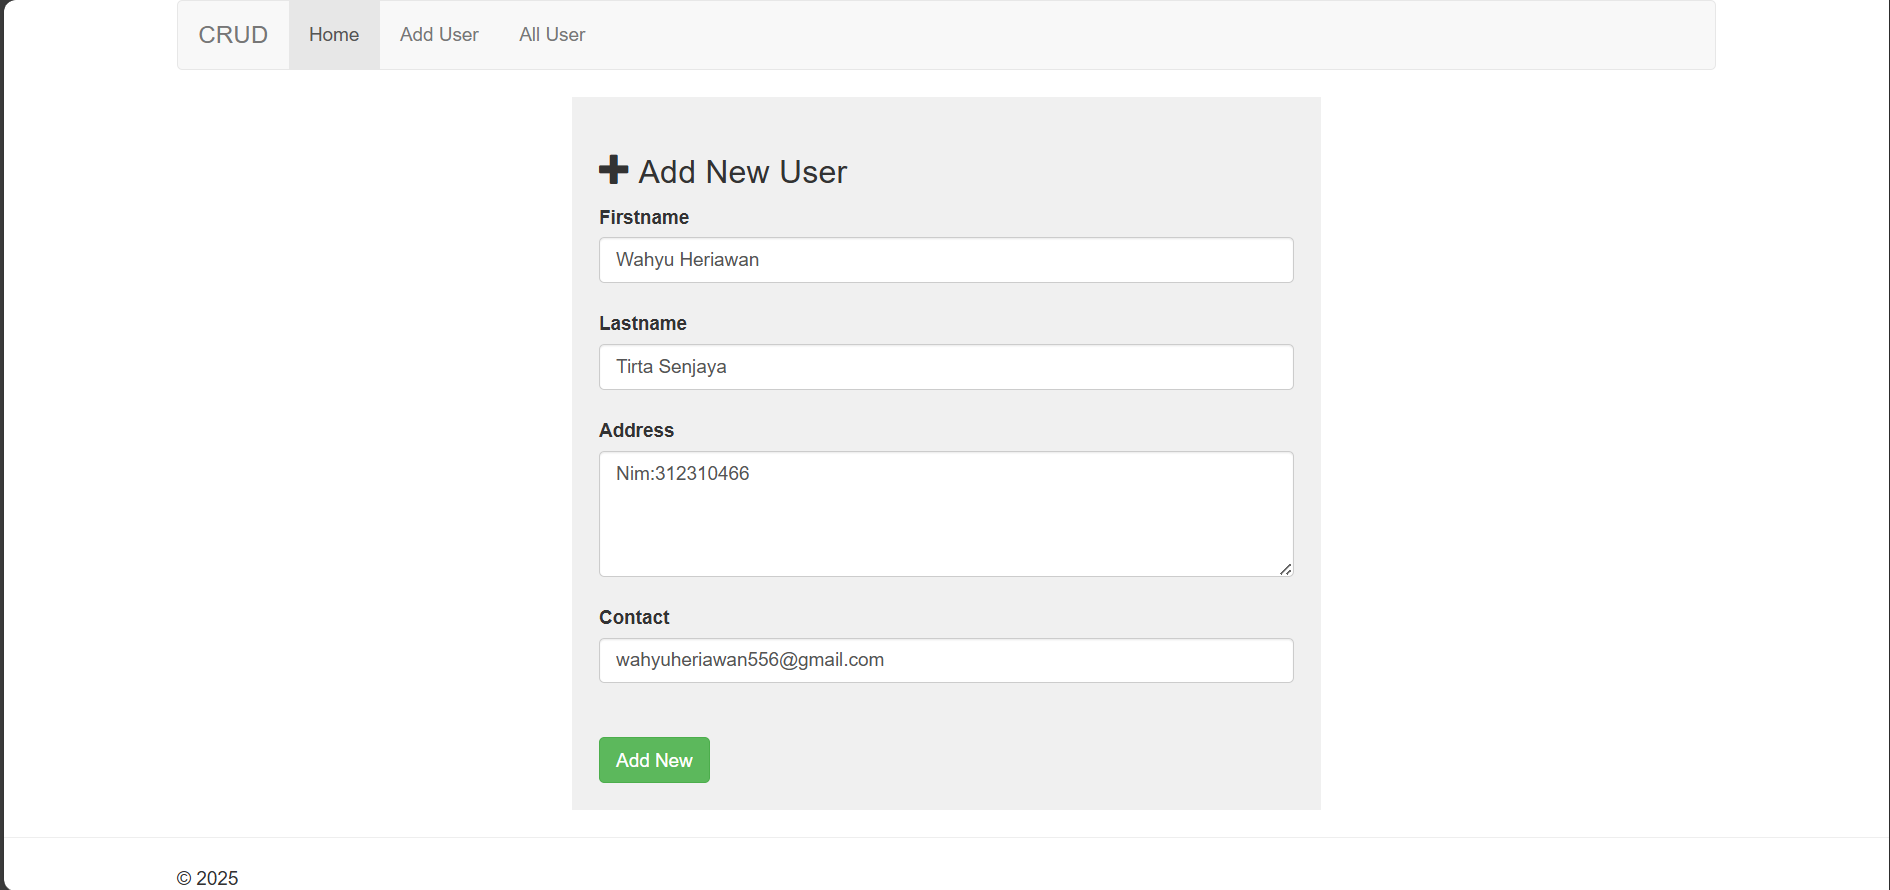 CRUD Home Add User All User
Add New User
Firstname
Wahyu Heriawan
Lastname
Tirta Senjaya
Address
Nim:312310466
Contact
wahyuheriawan556@gmail.com
Add New
© 2025